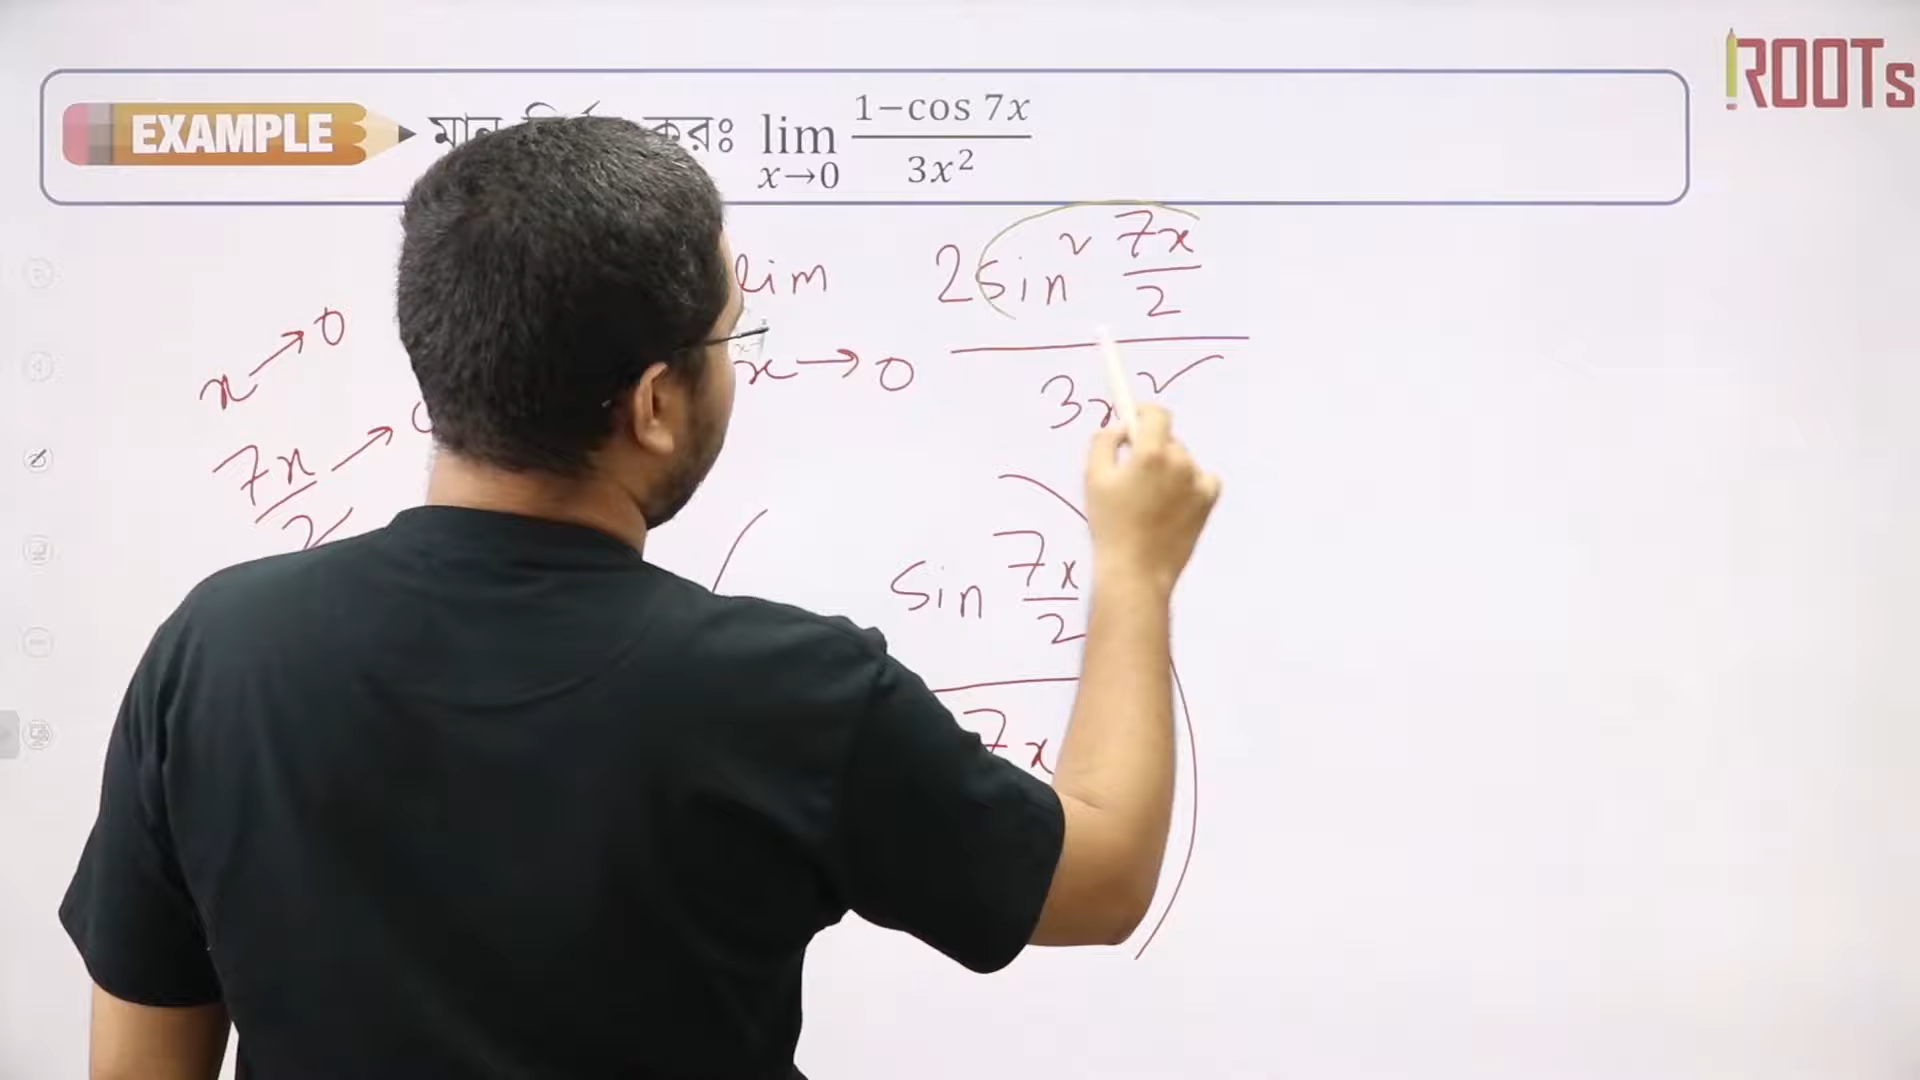 ROOTs
EXAMPLE করঃ lim x→0 1−cos 7x / 3x²
lim x→0 2sin² 7x/2 / 3x²
x→0
7x/2 →
sin 7x/2
7x